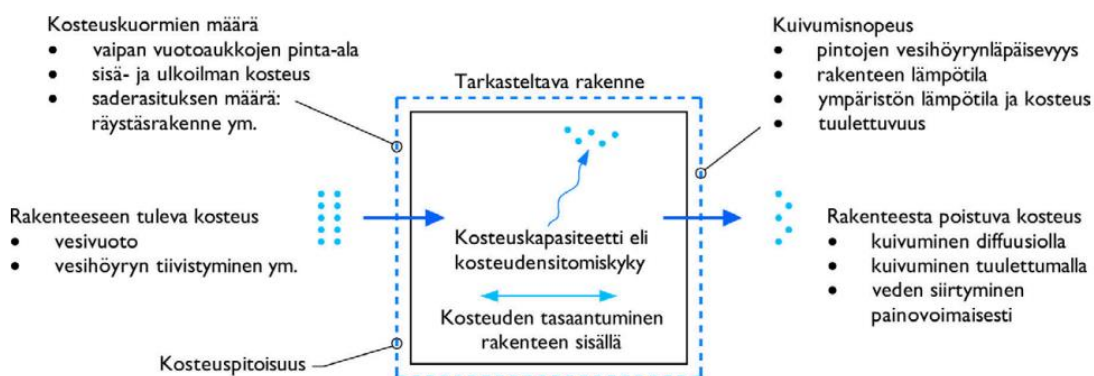 Kosteuskuormien määrä
• vaipan vuotoaukkojen pinta-ala
• sisä- ja ulkoilman kosteus
• saderasituksen määrä:
räystäsrakenne ym.
Tarkasteltava rakenne
Kuivumisnopeus
• pintojen vesihöyrynläpäisevyys
• rakenteen lämpötila
• ympäristön lämpötila ja kosteus
• tuulettuvuus
Rakenteeseen tuleva kosteus
• vesivuoto
• vesihöyryn tiivistyminen ym.
Kosteuskapasiteetti eli
kosteudensitomiskyky
Kosteuden tasaantuminen
rakenteen sisällä
Rakenteesta poistuva kosteus
• kuivuminen diffuusiolla
• kuivuminen tuulettumalla
• veden siirtyminen
painovoimaisesti
Kosteuspitoisuus